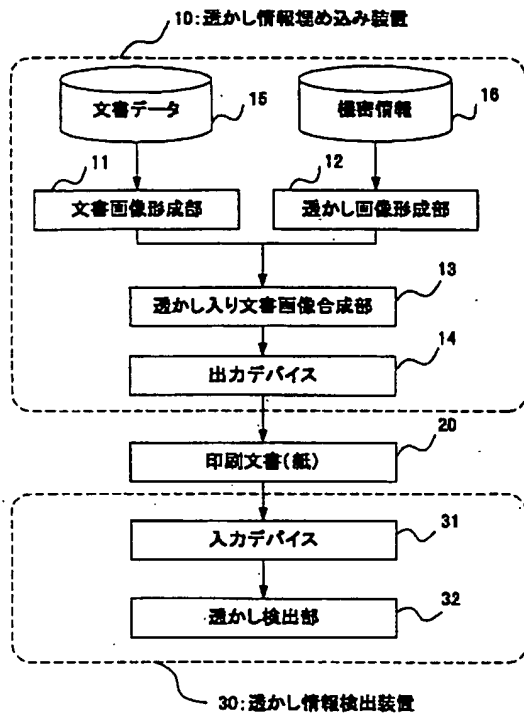 10:透かし情報埋め込み装置
文書データ
15
機密情報
16
11
文書画像形成部
12
透かし画像形成部
13
透かし入り文書画像合成部
14
出力デバイス
20
印刷文書(紙)
31
入力デバイス
32
透かし検出部
30:透かし情報検出装置